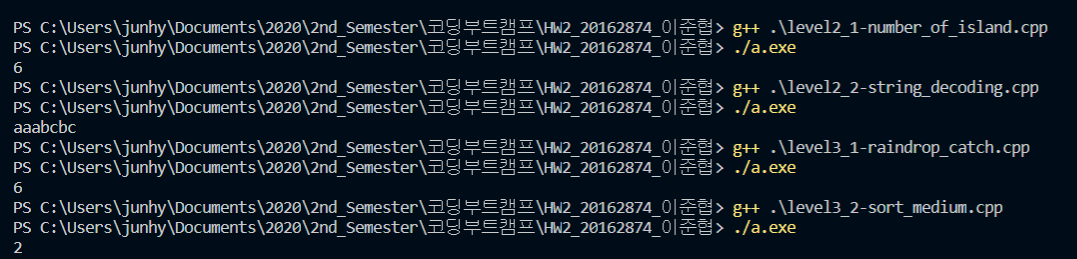 PS C:\Users\junhy\Documents\2020\2nd_Semester\코딩부트캠프\HW2_20162874_이준협> g++ .\level2_1-number_of_island.cpp
PS C:\Users\junhy\Documents\2020\2nd_Semester\코딩부트캠프\HW2_20162874_이준협> ./a.exe
6
PS C:\Users\junhy\Documents\2020\2nd_Semester\코딩부트캠프\HW2_20162874_이준협> g++ .\level2_2-string_decoding.cpp
PS C:\Users\junhy\Documents\2020\2nd_Semester\코딩부트캠프\HW2_20162874_이준협> ./a.exe
aaabcbc
PS C:\Users\junhy\Documents\2020\2nd_Semester\코딩부트캠프\HW2_20162874_이준협> g++ .\level3_1-raindrop_catch.cpp
PS C:\Users\junhy\Documents\2020\2nd_Semester\코딩부트캠프\HW2_20162874_이준협> ./a.exe
6
PS C:\Users\junhy\Documents\2020\2nd_Semester\코딩부트캠프\HW2_20162874_이준협> g++ .\level3_2-sort_medium.cpp
PS C:\Users\junhy\Documents\2020\2nd_Semester\코딩부트캠프\HW2_20162874_이준협> ./a.exe
2